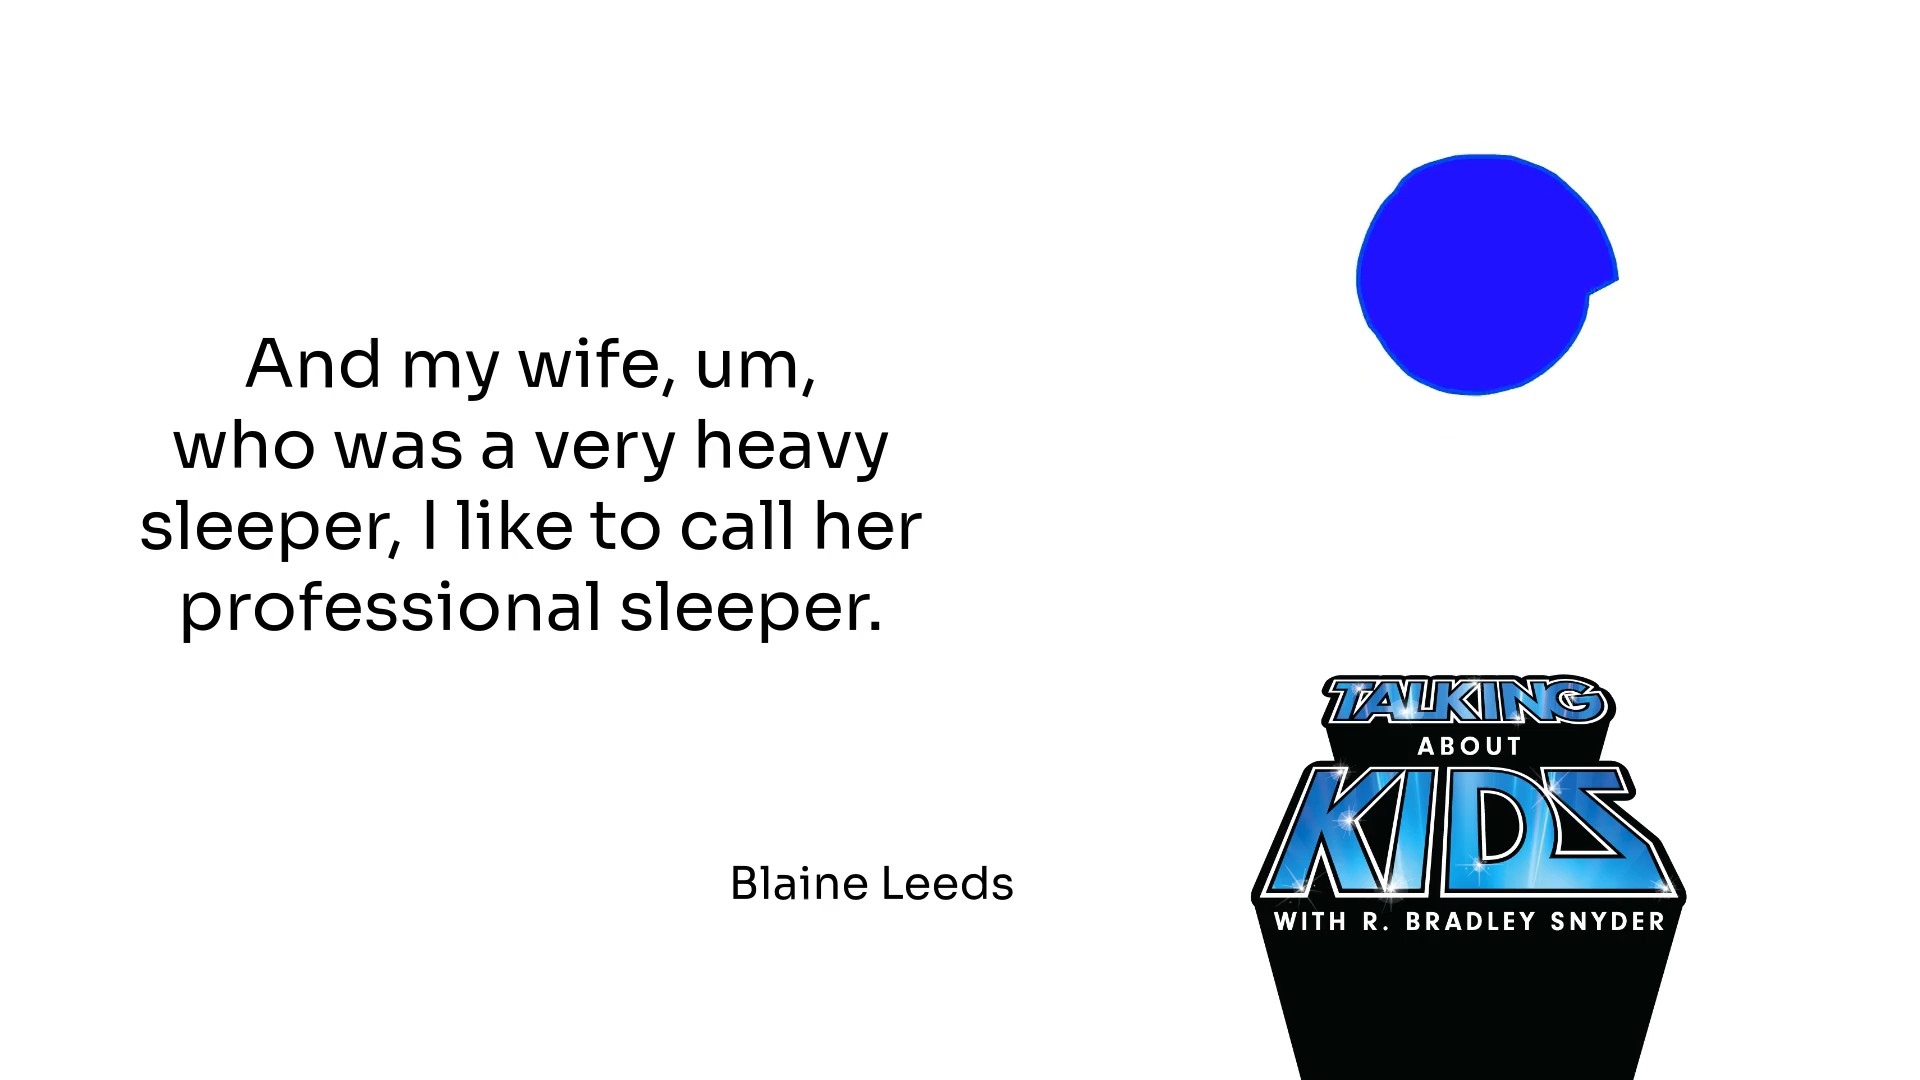 And my wife, um,
who was a very heavy
sleeper, I like to call her
professional sleeper.
Blaine Leeds
TALKING
ABOUT
KIDS
WITH R. BRADLEY SNYDER